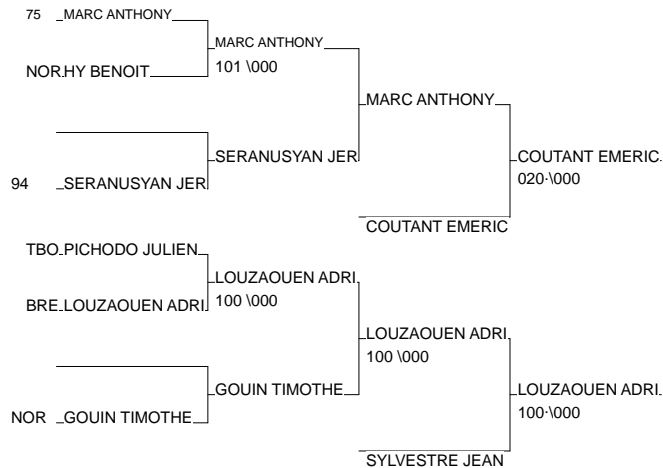 75 MARC ANTHONY
MARC ANTHONY
101 \000
NOR.HY BENOIT
MARC ANTHONY
SERANUSYAN JER
COUTANT EMERIC
020·\000
94 SERANUSYAN JER
COUTANT EMERIC
TBO PICHODO JULIEN
LOUZAOUEN ADRI
100 \000
BRE LOUZAOUEN ADRI
LOUZAOUEN ADRI
100 \000
GOUIN TIMOTHE
LOUZAOUEN ADRI
100·\000
NOR GOUIN TIMOTHE
SYLVESTRE JEAN